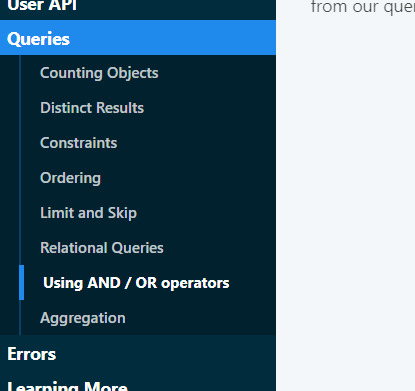 User API
from our quer
Queries
Counting Objects
Distinct Results
Constraints
Ordering
Limit and Skip
Relational Queries
Using AND / OR operators
Aggregation
Errors
Learning More